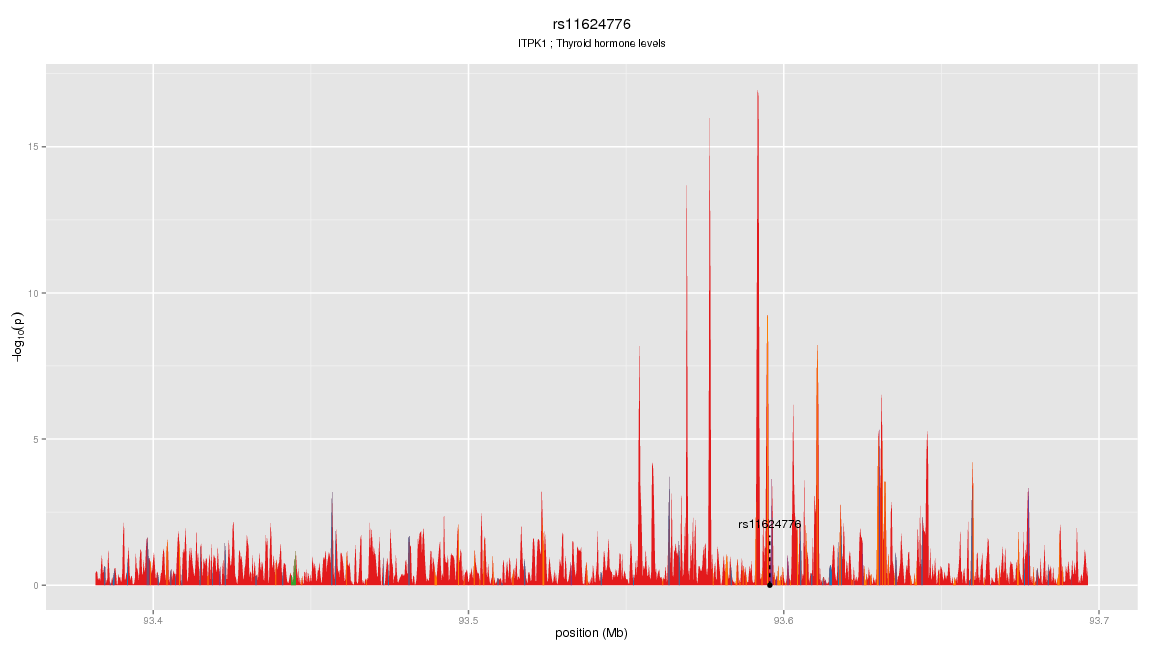 rs11624776
ITPK1 ; Thyroid hormone levels
−log10(p)
15
10
5
0
rs11624776
93.4 93.5 93.6 93.7
position (Mb)